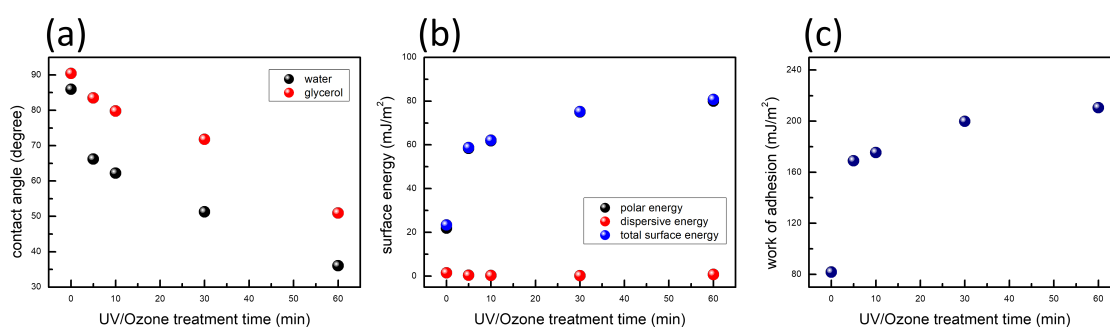 (a)
contact angle (degree)
90
80
70
60
50
40
30
water
glycerol
0
10
20
30
40
50
60
UV/Ozone treatment time (min)
(b)
surface energy (mJ/m²)
100
80
60
40
20
0
polar energy
dispersive energy
total surface energy
0
10
20
30
40
50
60
UV/Ozone treatment time (min)
(c)
work of adhesion (mJ/m²)
240
200
160
120
80
0
10
20
30
40
50
60
UV/Ozone treatment time (min)